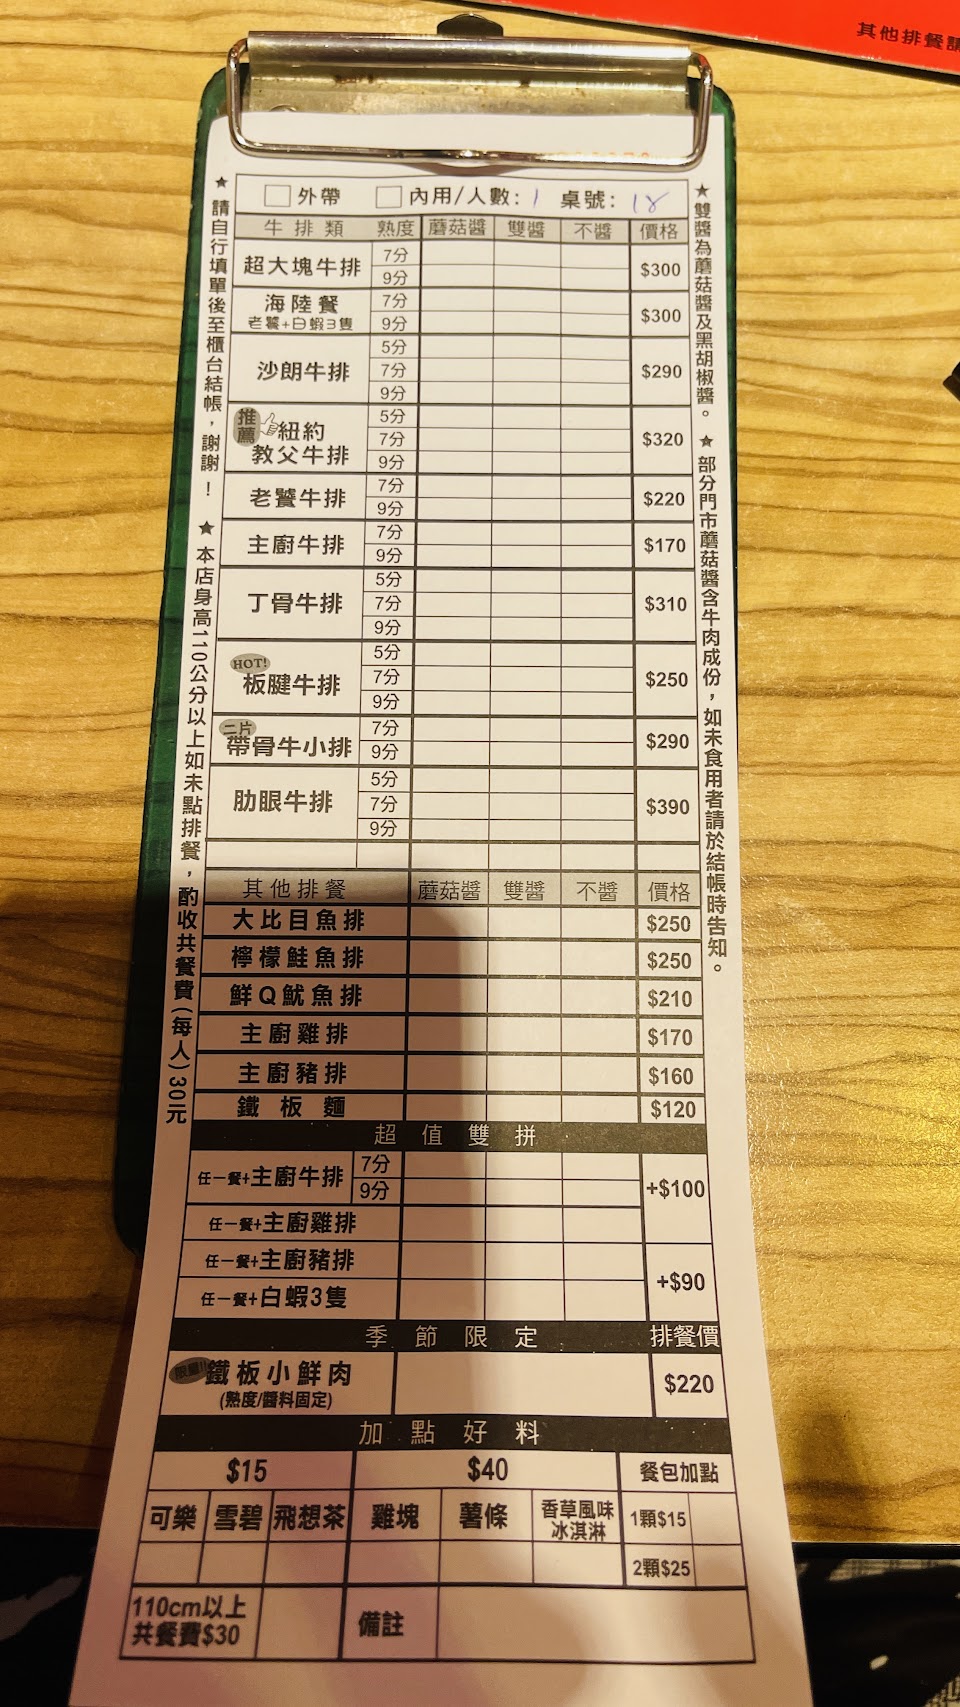 其他排餐請
外帶 內用/人數: 1 桌號: 18
★請自行填單後至櫃台結帳，謝謝！ ★本店身高110公分以上如未點排餐，酌收共餐費(每人)30元
★雙醬為蘑菇醬及黑胡椒醬。 ★部分門市蘑菇醬含牛肉成份，如未食用者請於結帳時告知。
牛排類 熟度 蘑菇醬 雙醬 不醬 價格
超大塊牛排 7分 9分 $300
海陸餐 7分 $300
老饕+白蝦3隻 9分
沙朗牛排 5分 7分 9分 $290
推薦 紐約 5分 7分 $320
教父牛排 9分
老饕牛排 7分 9分 $220
主廚牛排 7分 9分 $170
丁骨牛排 5分 7分 9分 $310
HOT! 5分
板腱牛排 7分 9分 $250
二片 7分
帶骨牛小排 9分 $290
肋眼牛排 5分 7分 9分 $390
其他排餐 蘑菇醬 雙醬 不醬 價格
大比目魚排 $250
檸檬鮭魚排 $250
鮮Q魷魚排 $210
主廚雞排 $170
主廚豬排 $160
鐵板麵 $120
超值雙拼
任一餐+主廚牛排 7分 9分 +$100
任一餐+主廚雞排
任一餐+主廚豬排 +$90
任一餐+白蝦3隻
季節限定 排餐價
限量!! 鐵板小鮮肉 $220
(熟度/醬料固定)
加點好料
$15 $40 餐包加點
可樂 雪碧 飛想茶 雞塊 薯條 香草風味 1顆$15
冰淇淋
2顆$25
110cm以上 備註
共餐費$30